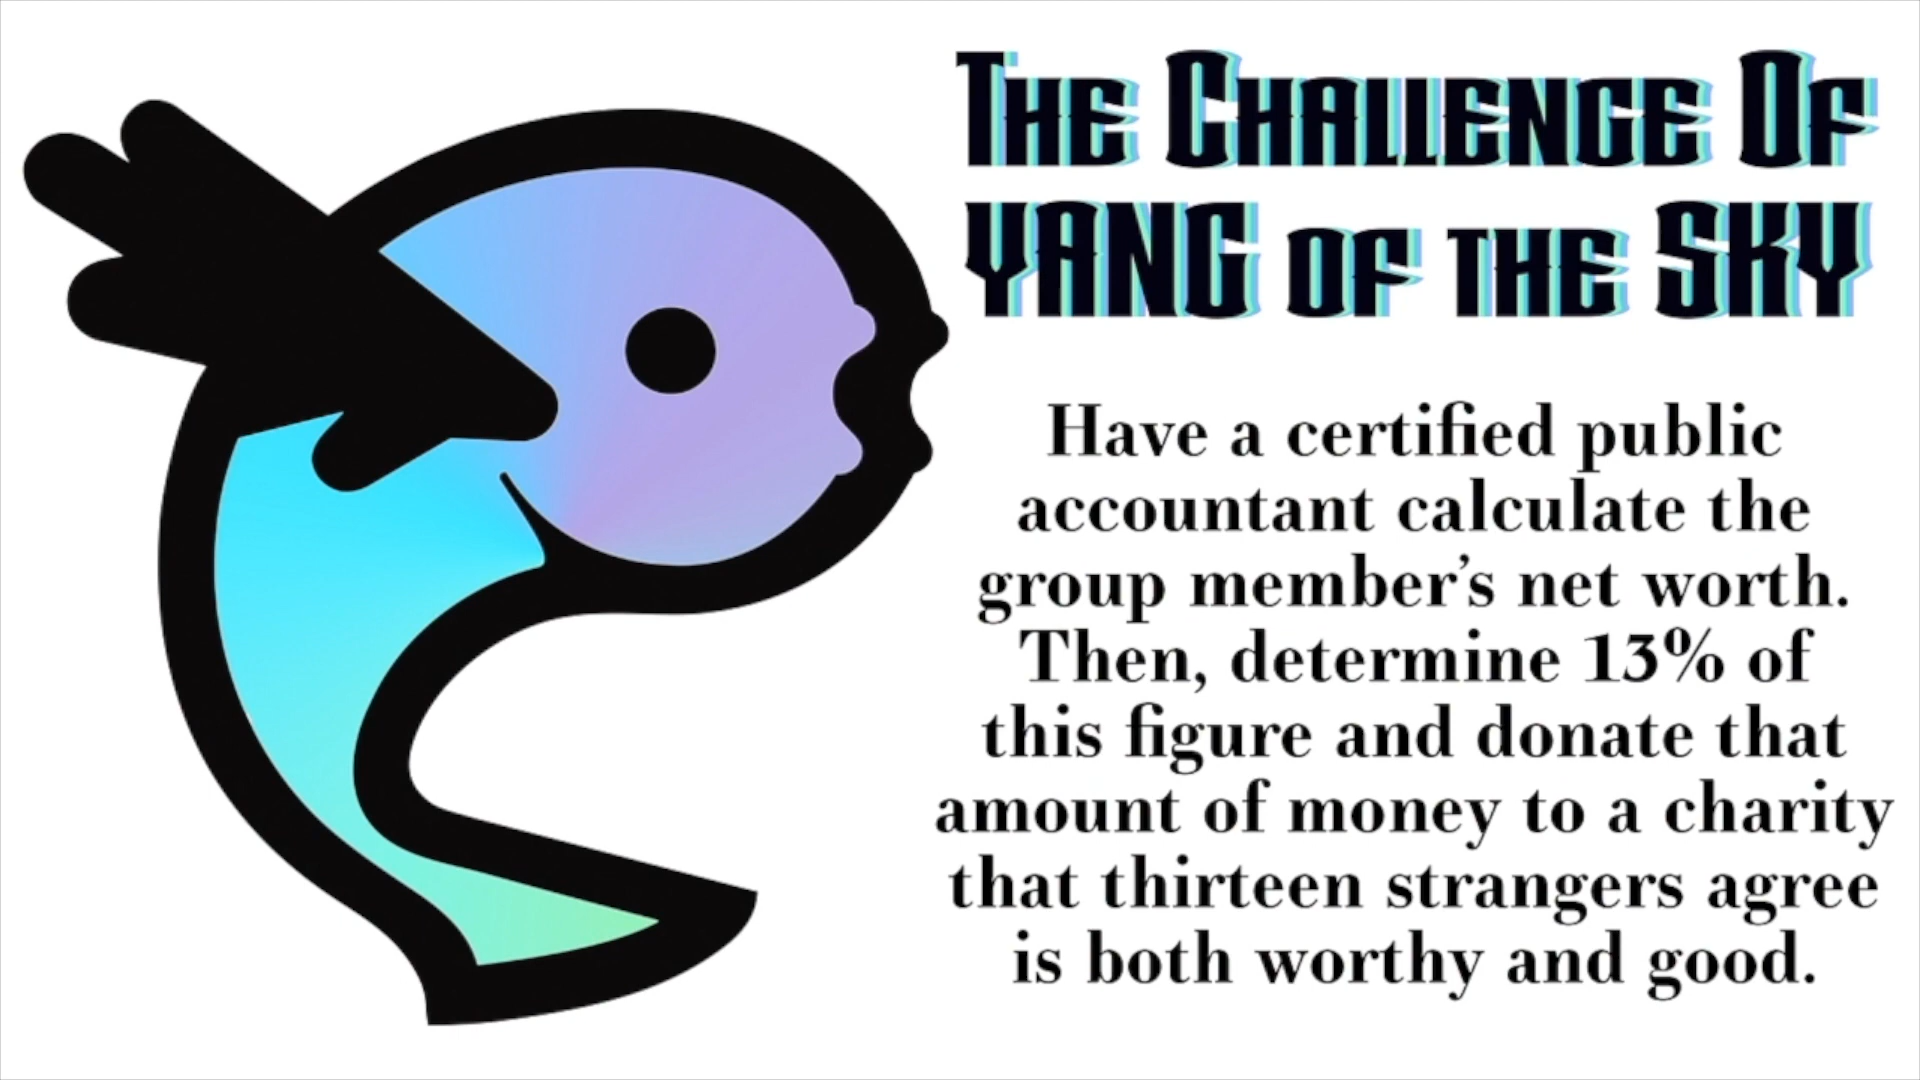 The Challenge Of
YANG OF THE SKY
Have a certified public
accountant calculate the
group member’s net worth.
Then, determine 13% of
this figure and donate that
amount of money to a charity
that thirteen strangers agree
is both worthy and good.